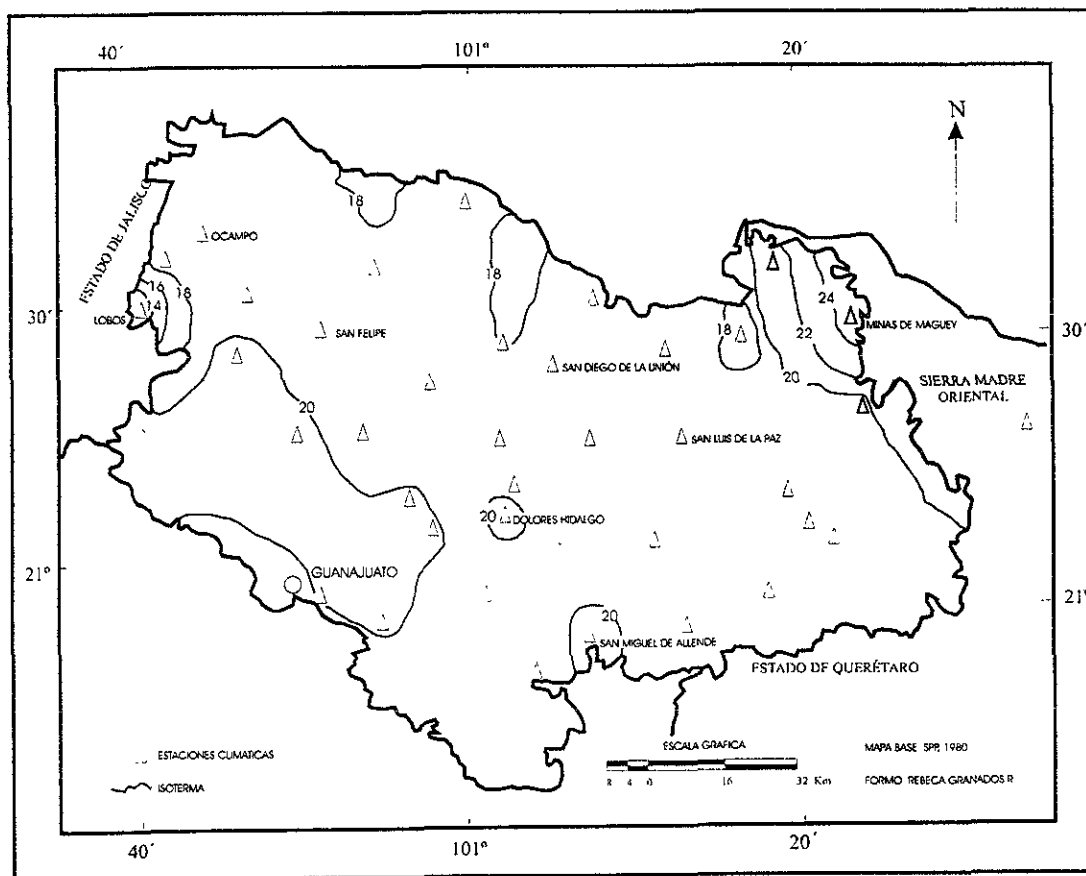 40´ 101° 20´
N
ESTADO DE JALISCO
18
OCAMPO
18
16
18
14
24
30´
LOBOS
SAN FELIPE
18
22
MINAS DE MAGUEY
30´
SAN DIEGO DE LA UNIÓN
20
SIERRA MADRE
ORIENTAL
20
SAN LUIS DE LA PAZ
20
DOLORES HIDALGO
21°
GUANAJUATO
21°
20
SAN MIGUEL DE ALLENDE
ESTADO DE QUERÉTARO
ESTACIONES CLIMATICAS
ISOTERMA
ESCALA GRAFICA
8 4 0 16 32 Km
MAPA BASE SPP, 1980
FORMO REBECA GRANADOS R
40´ 101° 20´